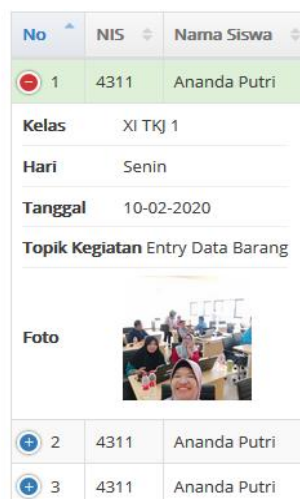 No NIS Nama Siswa
1 4311 Ananda Putri
Kelas XI TKJ 1
Hari Senin
Tanggal 10-02-2020
Topik Kegiatan Entry Data Barang
Foto
2 4311 Ananda Putri
3 4311 Ananda Putri